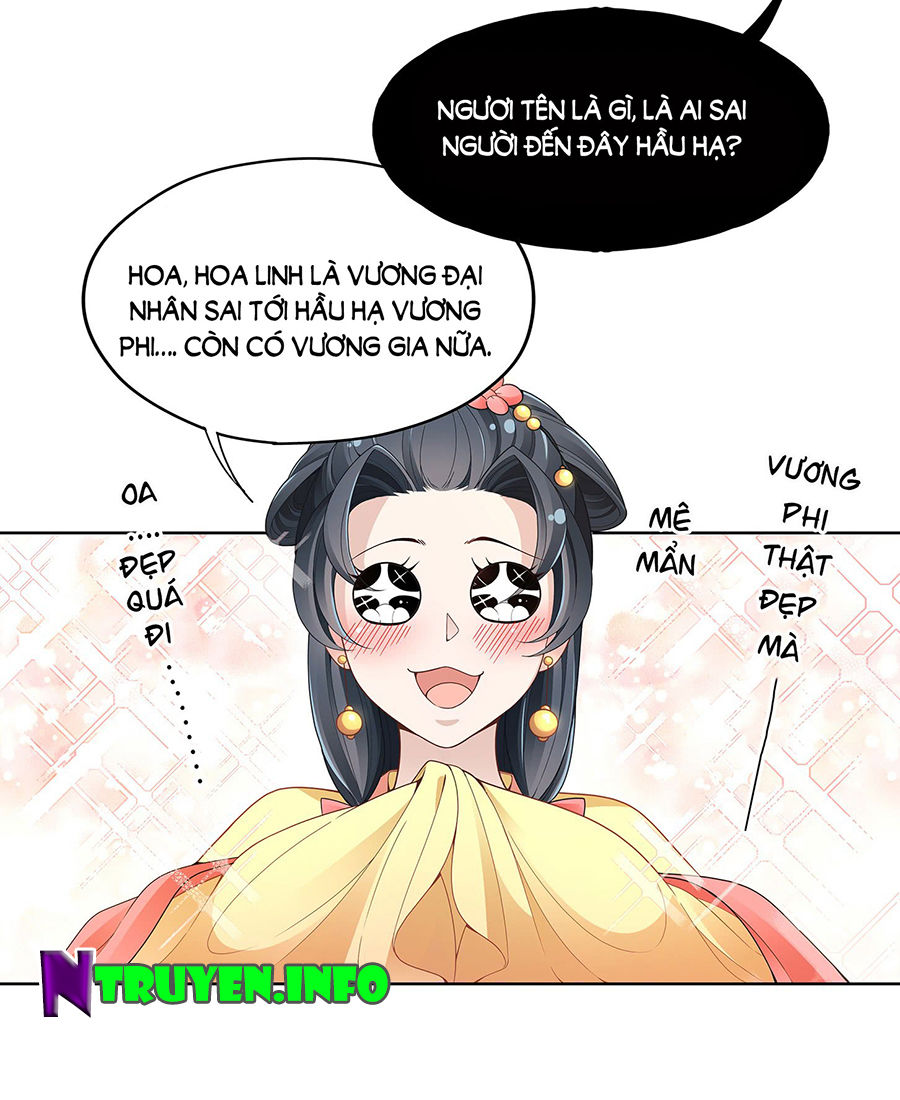 NGƯƠI TÊN LÀ GÌ, LÀ AI SAI
NGƯỜI ĐẾN ĐÂY HẦU HẠ?
HOA, HOA LINH LÀ VƯƠNG ĐẠI
NHÂN SAI TỚI HẦU HẠ VƯƠNG
PHI.... CÒN CÓ VƯƠNG GIA NỮA.
OA
....
ĐẸP
QUÁ
ĐI
......
MÊ
MẨN
VƯƠNG
PHI
THẬT
ĐẸP
MÀ
NTRUYEN.INFO